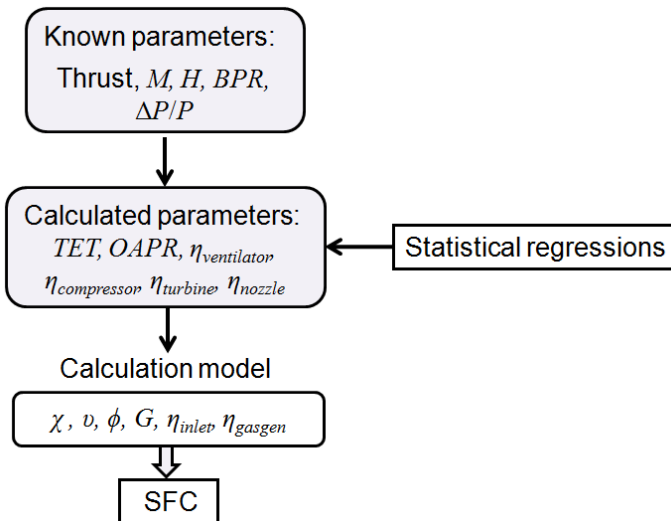 Known parameters:
Thrust, M, H, BPR,
ΔP/P
Calculated parameters:
TET, OAPR, η_ventilator,
η_compressor, η_turbine, η_nozzle
Statistical regressions
Calculation model
χ, υ, ϕ, G, η_inlet, η_gasgen
SFC